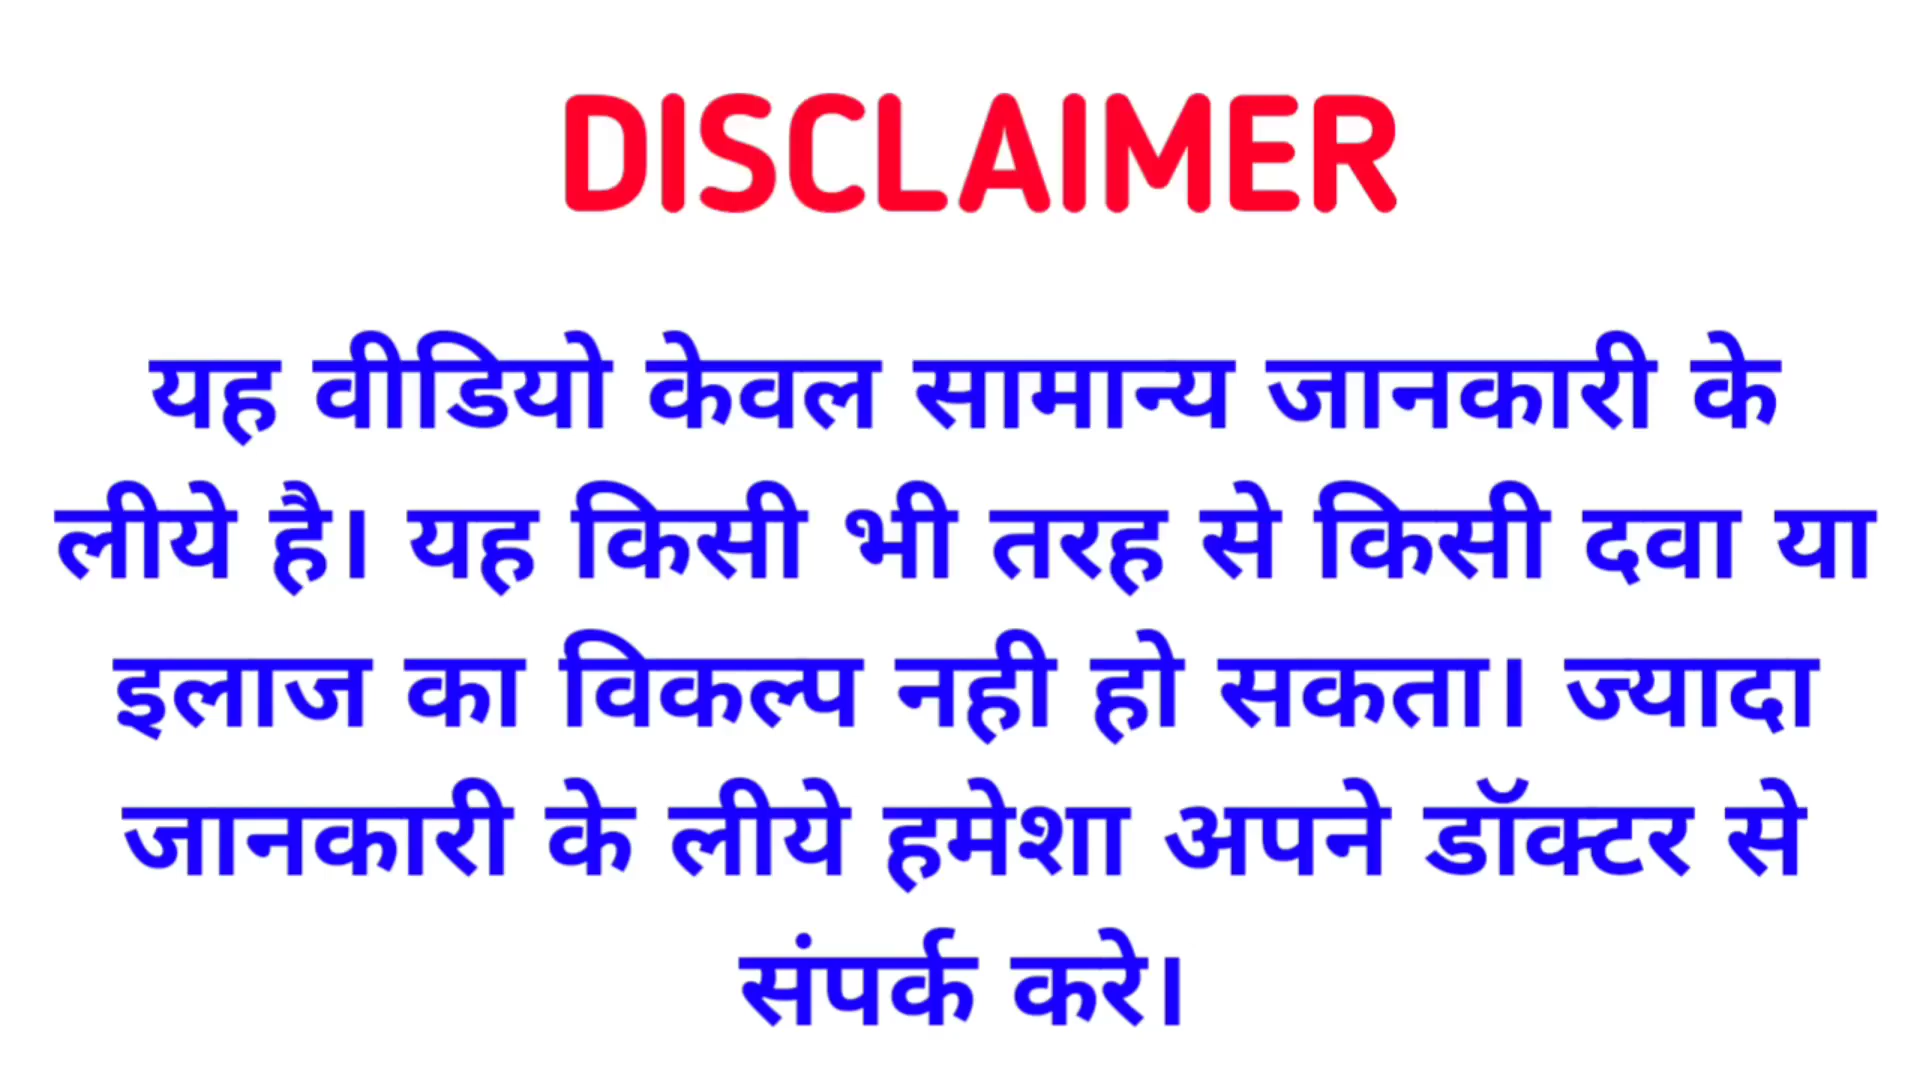 DISCLAIMER
यह वीडियो केवल सामान्य जानकारी के
लीये है। यह किसी भी तरह से किसी दवा या
इलाज का विकल्प नही हो सकता। ज्यादा
जानकारी के लीये हमेशा अपने डॉक्टर से
संपर्क करे।